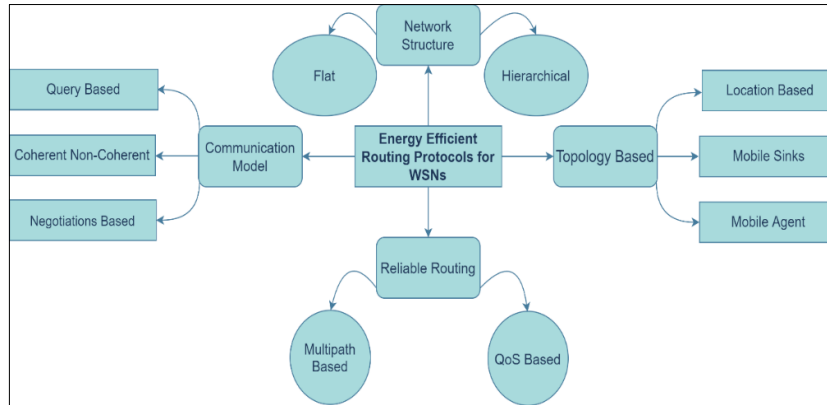 Network
Structure
Flat
Hierarchical
Query Based
Location Based
Coherent Non-Coherent
Communication
Model
Energy Efficient
Routing Protocols for
WSNs
Topology Based
Mobile Sinks
Negotiations Based
Mobile Agent
Reliable Routing
Multipath
Based
QoS Based